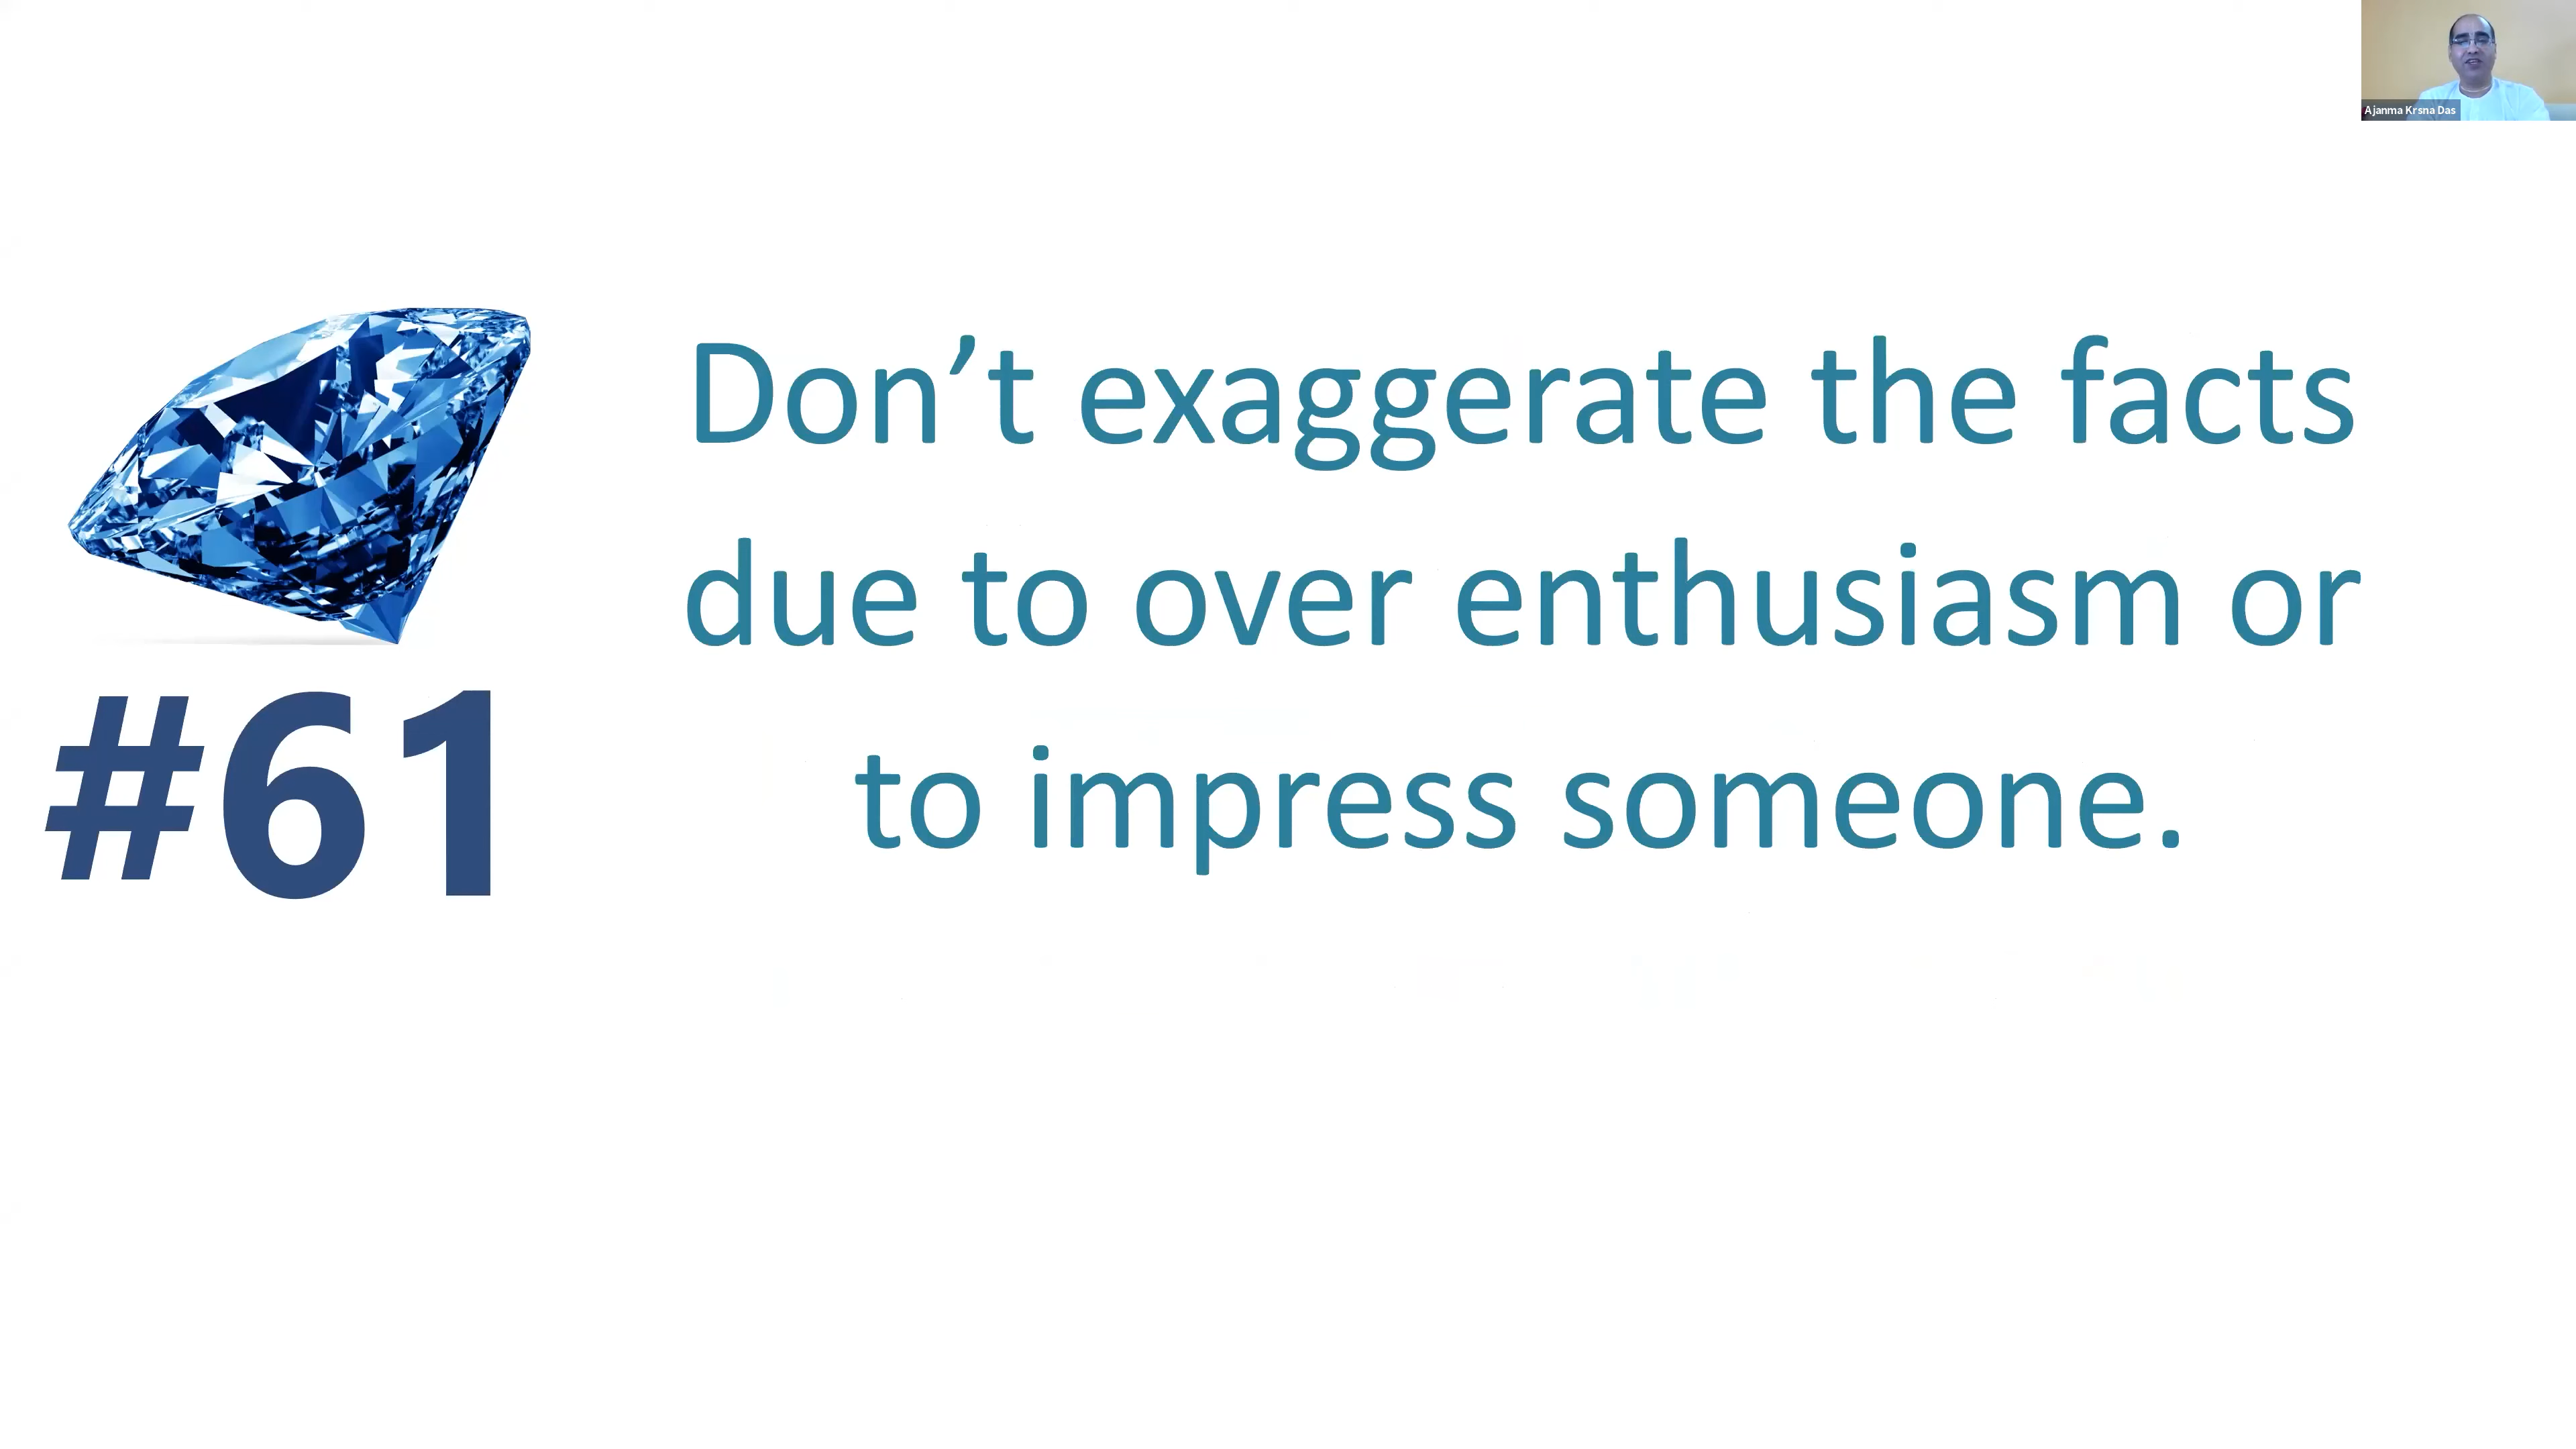 Ajanma Krsna Das
Don’t exaggerate the facts
due to over enthusiasm or
to impress someone.
#61